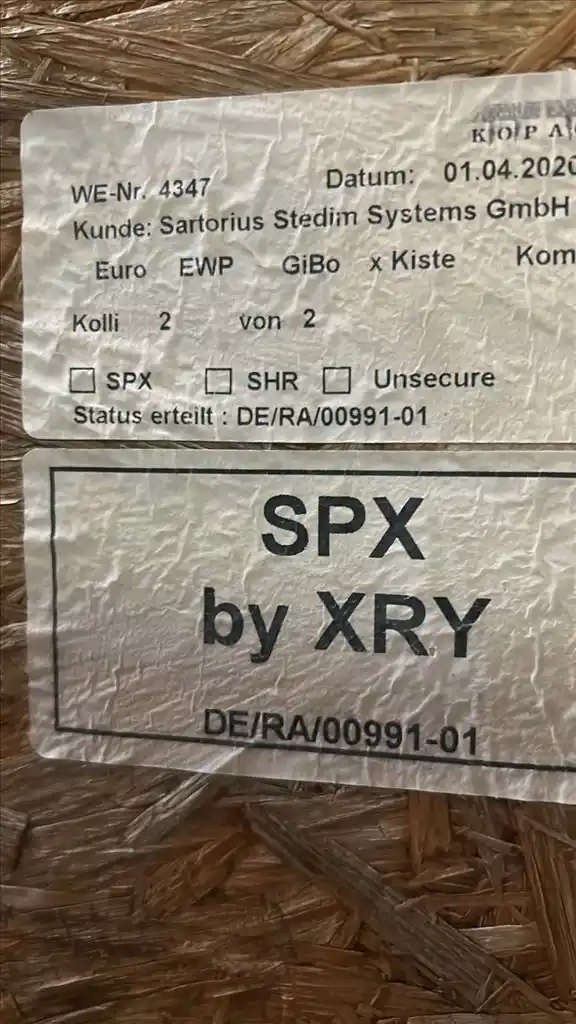 KOPA
WE-Nr. 4347 Datum: 01.04.2020
Kunde: Sartorius Stedim Systems GmbH
Euro EWP GiBo x Kiste Kom
Kolli 2 von 2
SPX SHR Unsecure
Status erteilt : DE/RA/00991-01
SPX
by XRY
DE/RA/00991-01